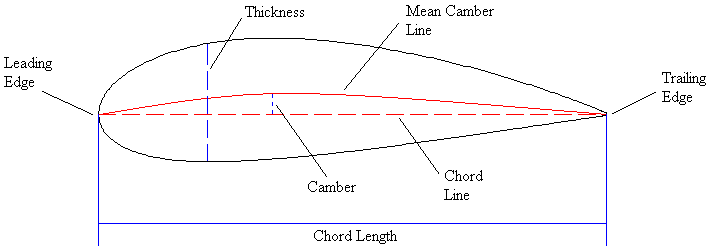 Thickness
Mean Camber
Line
Leading
Edge
Trailing
Edge
Camber
Chord
Line
Chord Length